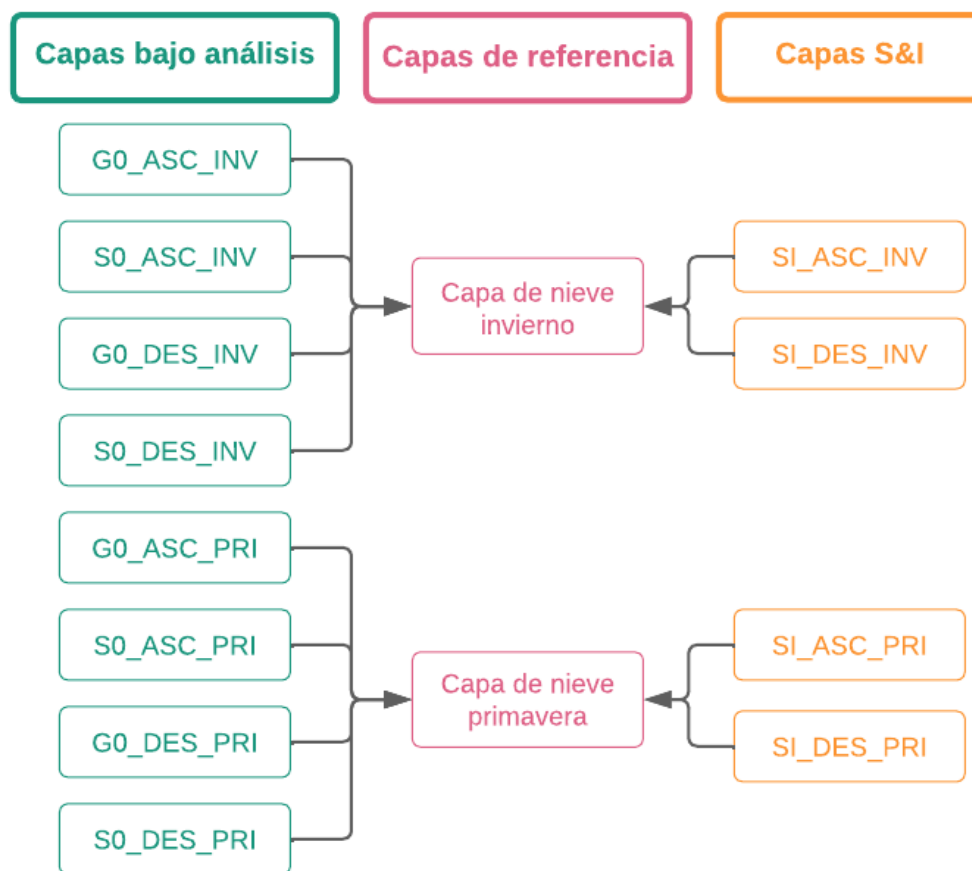 Capas bajo análisis
Capas de referencia
Capas S&I
G0_ASC_INV
S0_ASC_INV
G0_DES_INV
S0_DES_INV
G0_ASC_PRI
S0_ASC_PRI
G0_DES_PRI
S0_DES_PRI
Capa de nieve
invierno
Capa de nieve
primavera
SI_ASC_INV
SI_DES_INV
SI_ASC_PRI
SI_DES_PRI